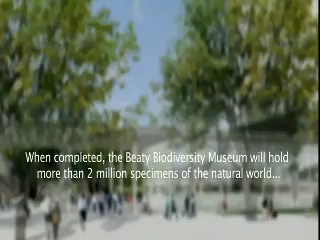 When completed, the Beaty Biodiversity Museum will hold
more than 2 million specimens of the natural world...